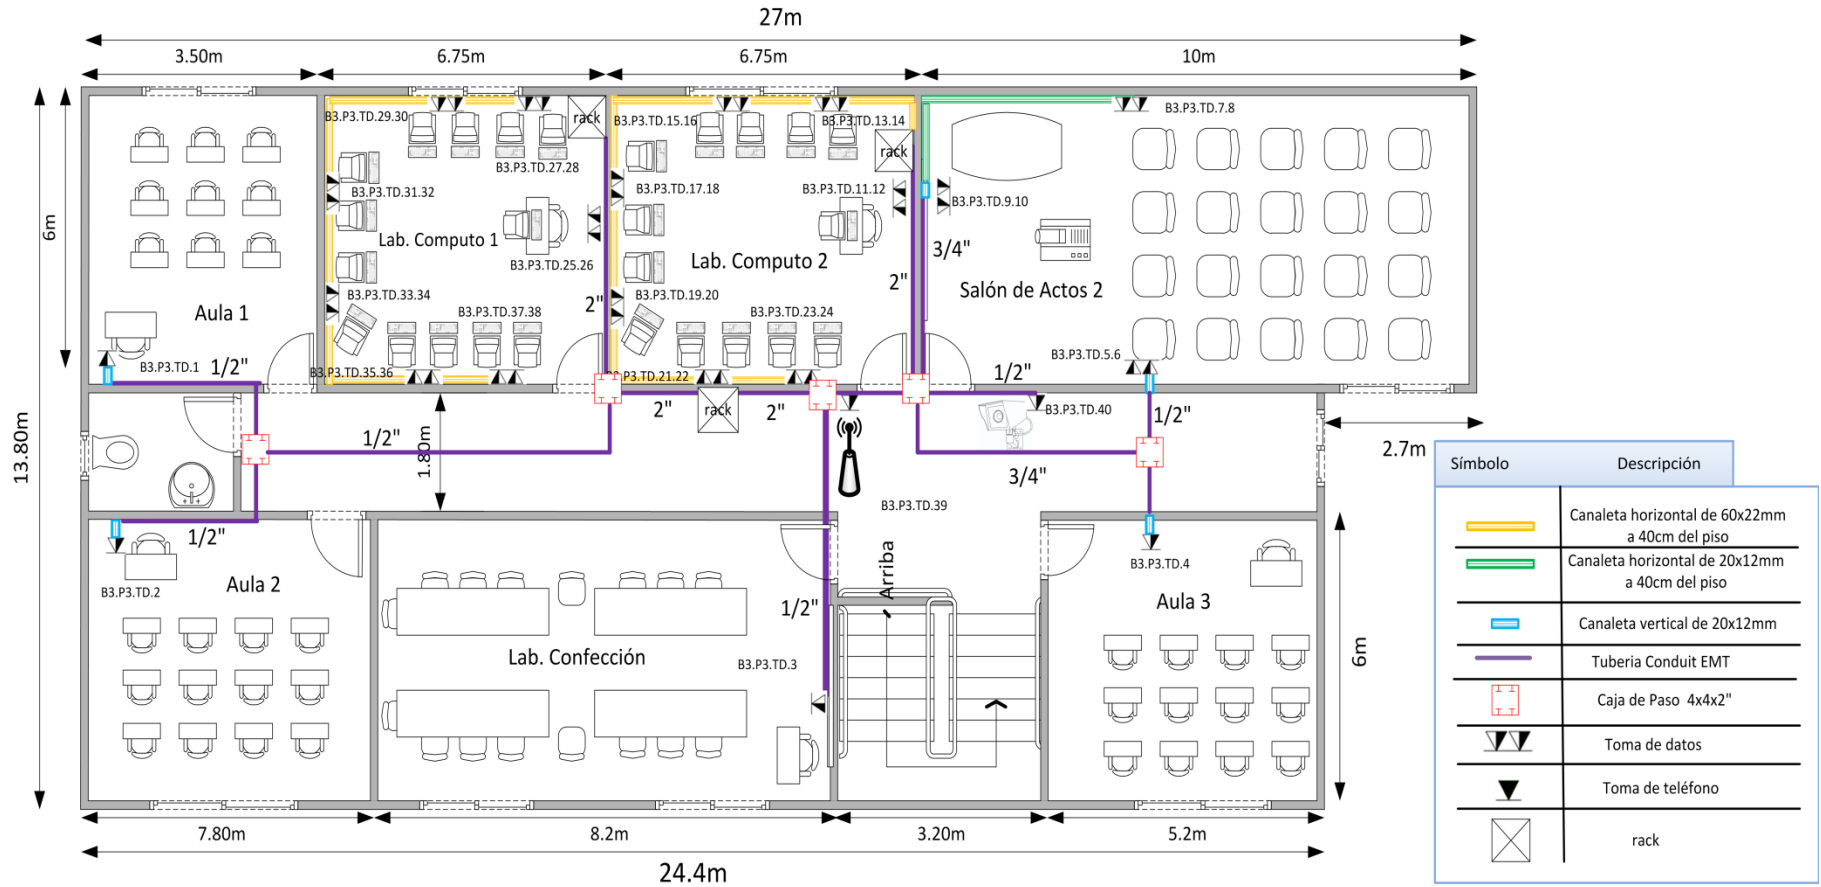 27m
3.50m
6.75m
6.75m
10m
B3.P3.TD.29.30
rack
B3.P3.TD.15.16
B3.P3.TD.13.14
B3.P3.TD.7.8
rack
B3.P3.TD.27.28
B3.P3.TD.31.32
B3.P3.TD.17.18
B3.P3.TD.11.12
B3.P3.TD.9.10
6m
Lab. Computo 1
Lab. Computo 2
3/4"
B3.P3.TD.25.26
2"
2"
Salón de Actos 2
B3.P3.TD.33.34
B3.P3.TD.19.20
Aula 1
B3.P3.TD.37.38
B3.P3.TD.23.24
B3.P3.TD.5.6
B3.P3.TD.1
1/2"
B3.P3.TD.35.36
B3.P3.TD.21.22
1/2"
2"
rack
2"
B3.P3.TD.40
1/2"
13.80m
1/2"
1.80m
3/4"
2.7m
B3.P3.TD.39
1/2"
Arriba
B3.P3.TD.4
B3.P3.TD.2
Aula 2
1/2"
Aula 3
Lab. Confección
B3.P3.TD.3
6m
7.80m
8.2m
3.20m
5.2m
24.4m
Símbolo
Descripción
Canaleta horizontal de 60x22mm
a 40cm del piso
Canaleta horizontal de 20x12mm
a 40cm del piso
Canaleta vertical de 20x12mm
Tuberia Conduit EMT
Caja de Paso 4x4x2"
Toma de datos
Toma de teléfono
rack